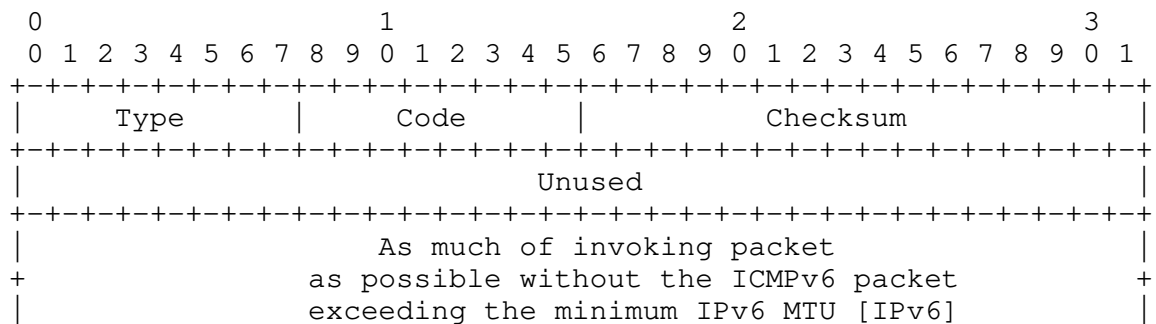 0                   1                   2                   3
 0 1 2 3 4 5 6 7 8 9 0 1 2 3 4 5 6 7 8 9 0 1 2 3 4 5 6 7 8 9 0 1
+-+-+-+-+-+-+-+-+-+-+-+-+-+-+-+-+-+-+-+-+-+-+-+-+-+-+-+-+-+-+-+-+
|     Type      |     Code      |          Checksum             |
+-+-+-+-+-+-+-+-+-+-+-+-+-+-+-+-+-+-+-+-+-+-+-+-+-+-+-+-+-+-+-+-+
|                             Unused                            |
+-+-+-+-+-+-+-+-+-+-+-+-+-+-+-+-+-+-+-+-+-+-+-+-+-+-+-+-+-+-+-+-+
|                    As much of invoking packet                 |
+                as possible without the ICMPv6 packet          +
|                exceeding the minimum IPv6 MTU [IPv6]          |